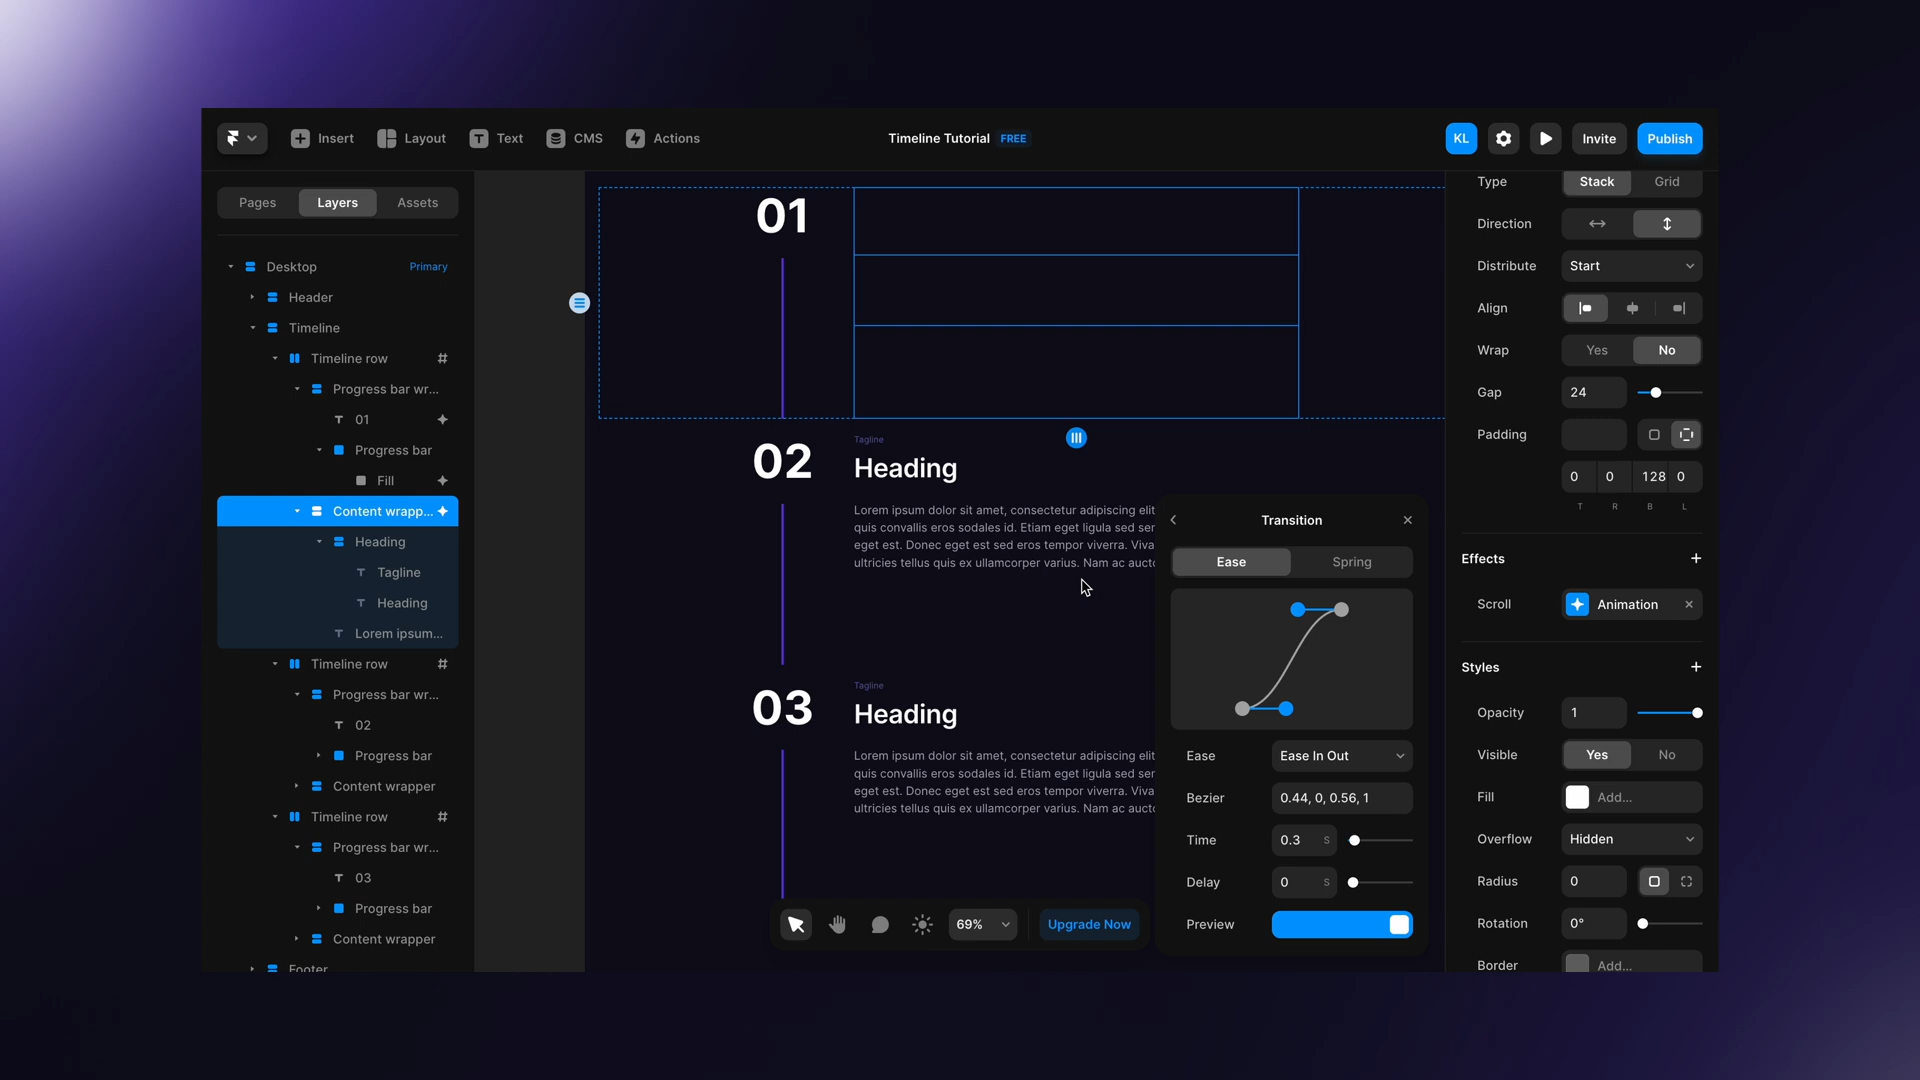 Insert
Layout
Text
CMS
Actions
Timeline Tutorial FREE
KL
Invite
Publish
Pages
Layers
Assets
Desktop
Primary
Header
Timeline
Timeline row
Progress bar wr...
01
Progress bar
Fill
Content wrapp...
Heading
Tagline
Heading
Lorem ipsum...
Timeline row
Progress bar wr...
02
Progress bar
Content wrapper
Timeline row
Progress bar wr...
03
Progress bar
Content wrapper
Footer
01
02
Tagline
Heading
Lorem ipsum dolor sit amet, consectetur adipiscing elit
quis convallis eros sodales id. Etiam eget ligula sed ser
eget est. Donec eget est sed eros tempor viverra. Viva
ultricies tellus quis ex ullamcorper varius. Nam ac aucto
03
Tagline
Heading
Lorem ipsum dolor sit amet, consectetur adipiscing elit
quis convallis eros sodales id. Etiam eget ligula sed ser
eget est. Donec eget est sed eros tempor viverra. Viva
ultricies tellus quis ex ullamcorper varius. Nam ac aucto
69%
Upgrade Now
Transition
Ease
Spring
Ease
Ease In Out
Bezier
0.44, 0, 0.56, 1
Time
0.3 S
Delay
0 S
Preview
Type
Stack
Grid
Direction
Distribute
Start
Align
Wrap
Yes
No
Gap
24
Padding
0 0 128 0
T R B L
Effects
Scroll
Animation
Styles
Opacity
1
Visible
Yes
No
Fill
Add...
Overflow
Hidden
Radius
0
Rotation
0°
Border
Add...